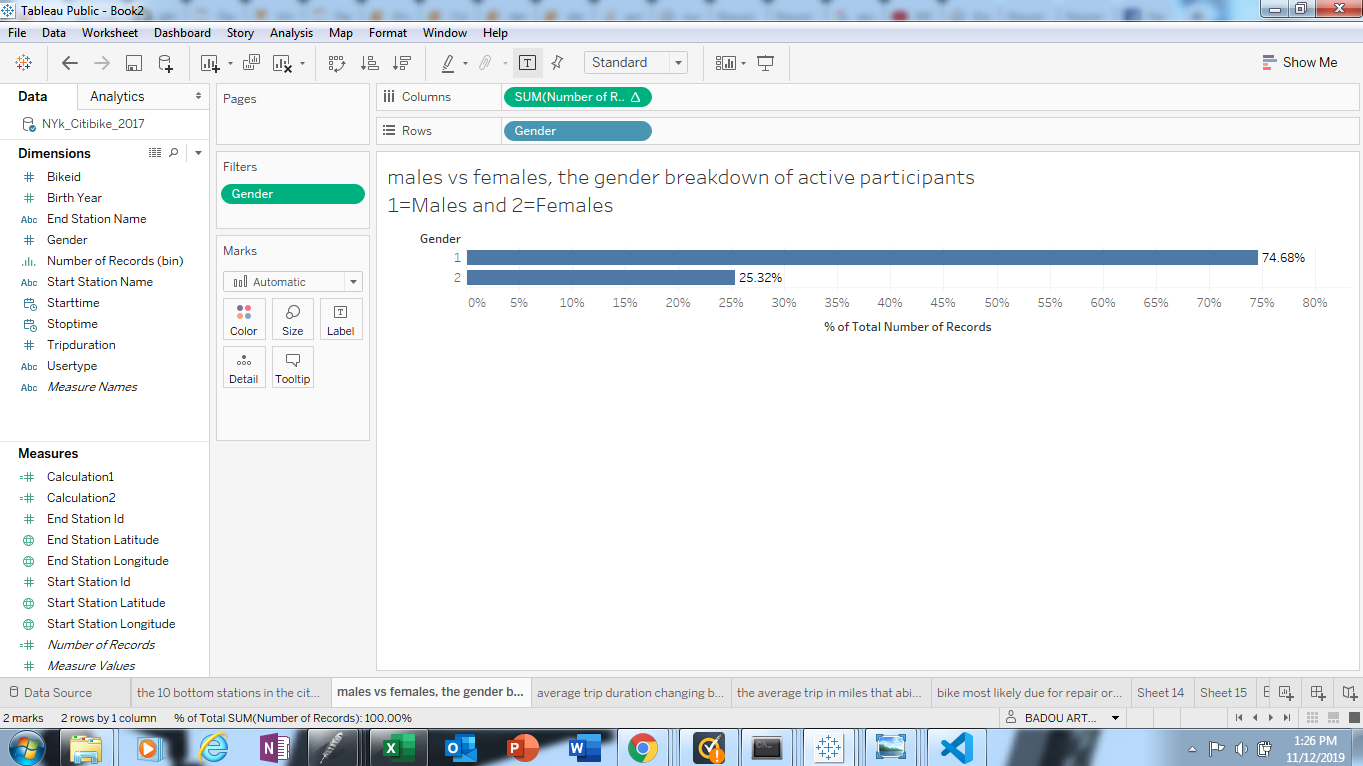 Tableau Public - Book2
File Data Worksheet Dashboard Story Analysis Map Format Window Help
Standard
Show Me
Data Analytics
NYk_Citibike_2017
Dimensions
Bikeid
Birth Year
Abc End Station Name
Gender
Number of Records (bin)
Abc Start Station Name
Starttime
Stoptime
Tripduration
Abc Usertype
Abc Measure Names
Measures
Calculation1
Calculation2
End Station Id
End Station Latitude
End Station Longitude
Start Station Id
Start Station Latitude
Start Station Longitude
Number of Records
Measure Values
Pages
Filters
Gender
Marks
Automatic
Color Size Label
Detail Tooltip
Columns SUM(Number of R.. Δ
Rows Gender
males vs females, the gender breakdown of active participants
1=Males and 2=Females
Gender
1 74.68%
2 25.32%
0% 5% 10% 15% 20% 25% 30% 35% 40% 45% 50% 55% 60% 65% 70% 75% 80%
% of Total Number of Records
Data Source the 10 bottom stations in the cit... males vs females, the gender b... average trip duration changing b... the average trip in miles that abi... bike most likely due for repair or... Sheet 14 Sheet 15
2 marks 2 rows by 1 column % of Total SUM(Number of Records): 100.00% BADOU ART...
1:26 PM
11/12/2019